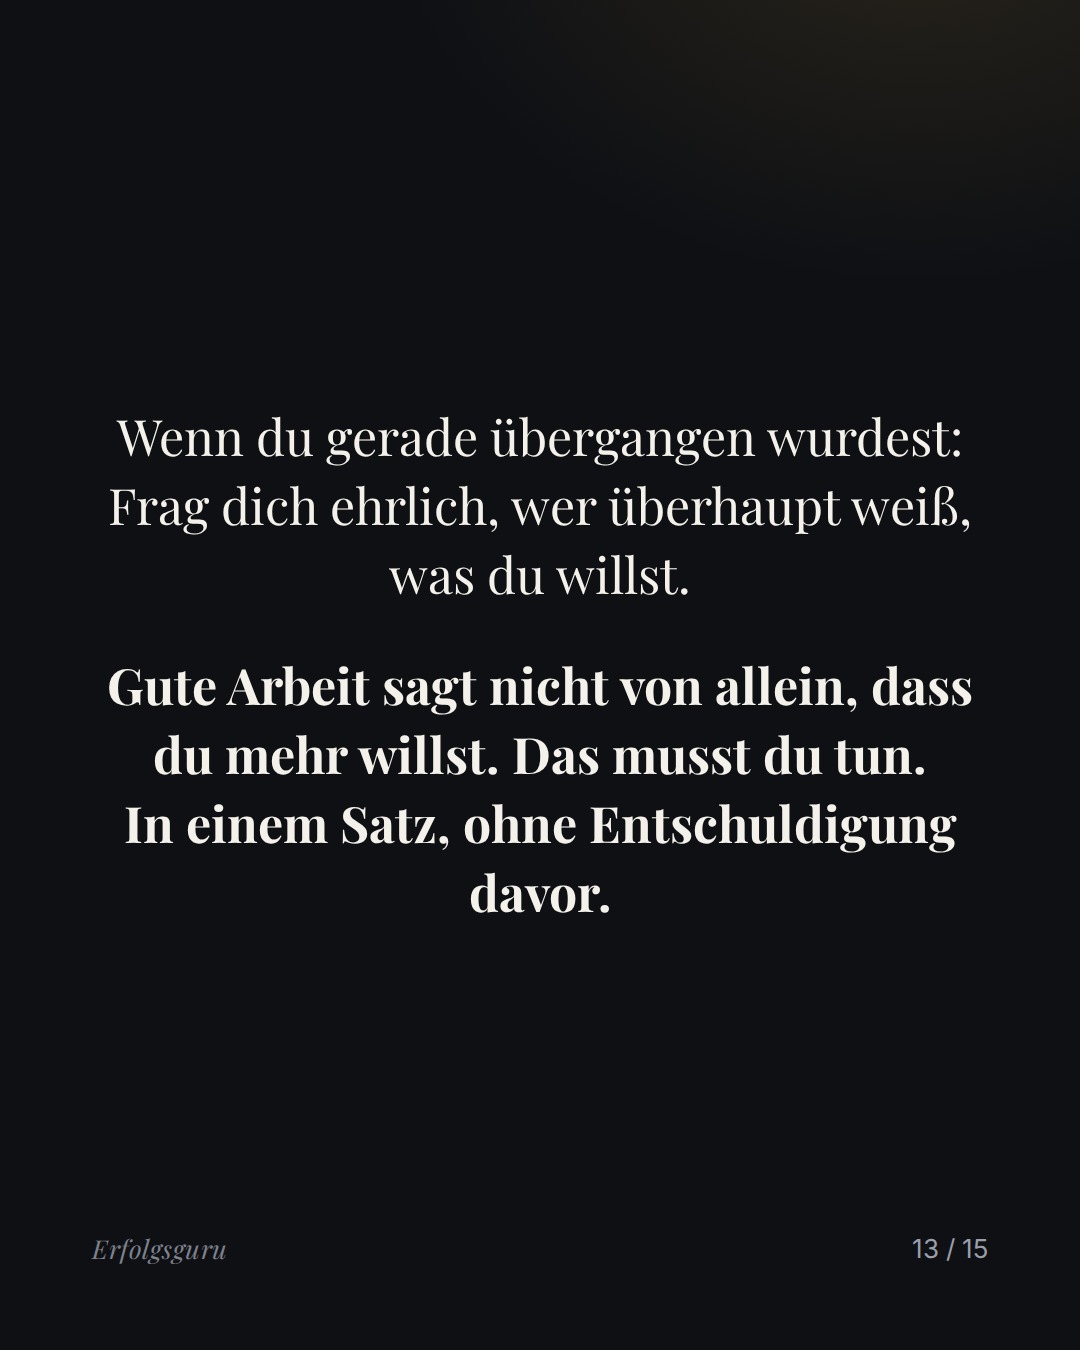 Wenn du gerade übergangen wurdest:
Frag dich ehrlich, wer überhaupt weiß,
was du willst.
Gute Arbeit sagt nicht von allein, dass
du mehr willst. Das musst du tun.
In einem Satz, ohne Entschuldigung
davor.
Erfolgsguru
13 / 15